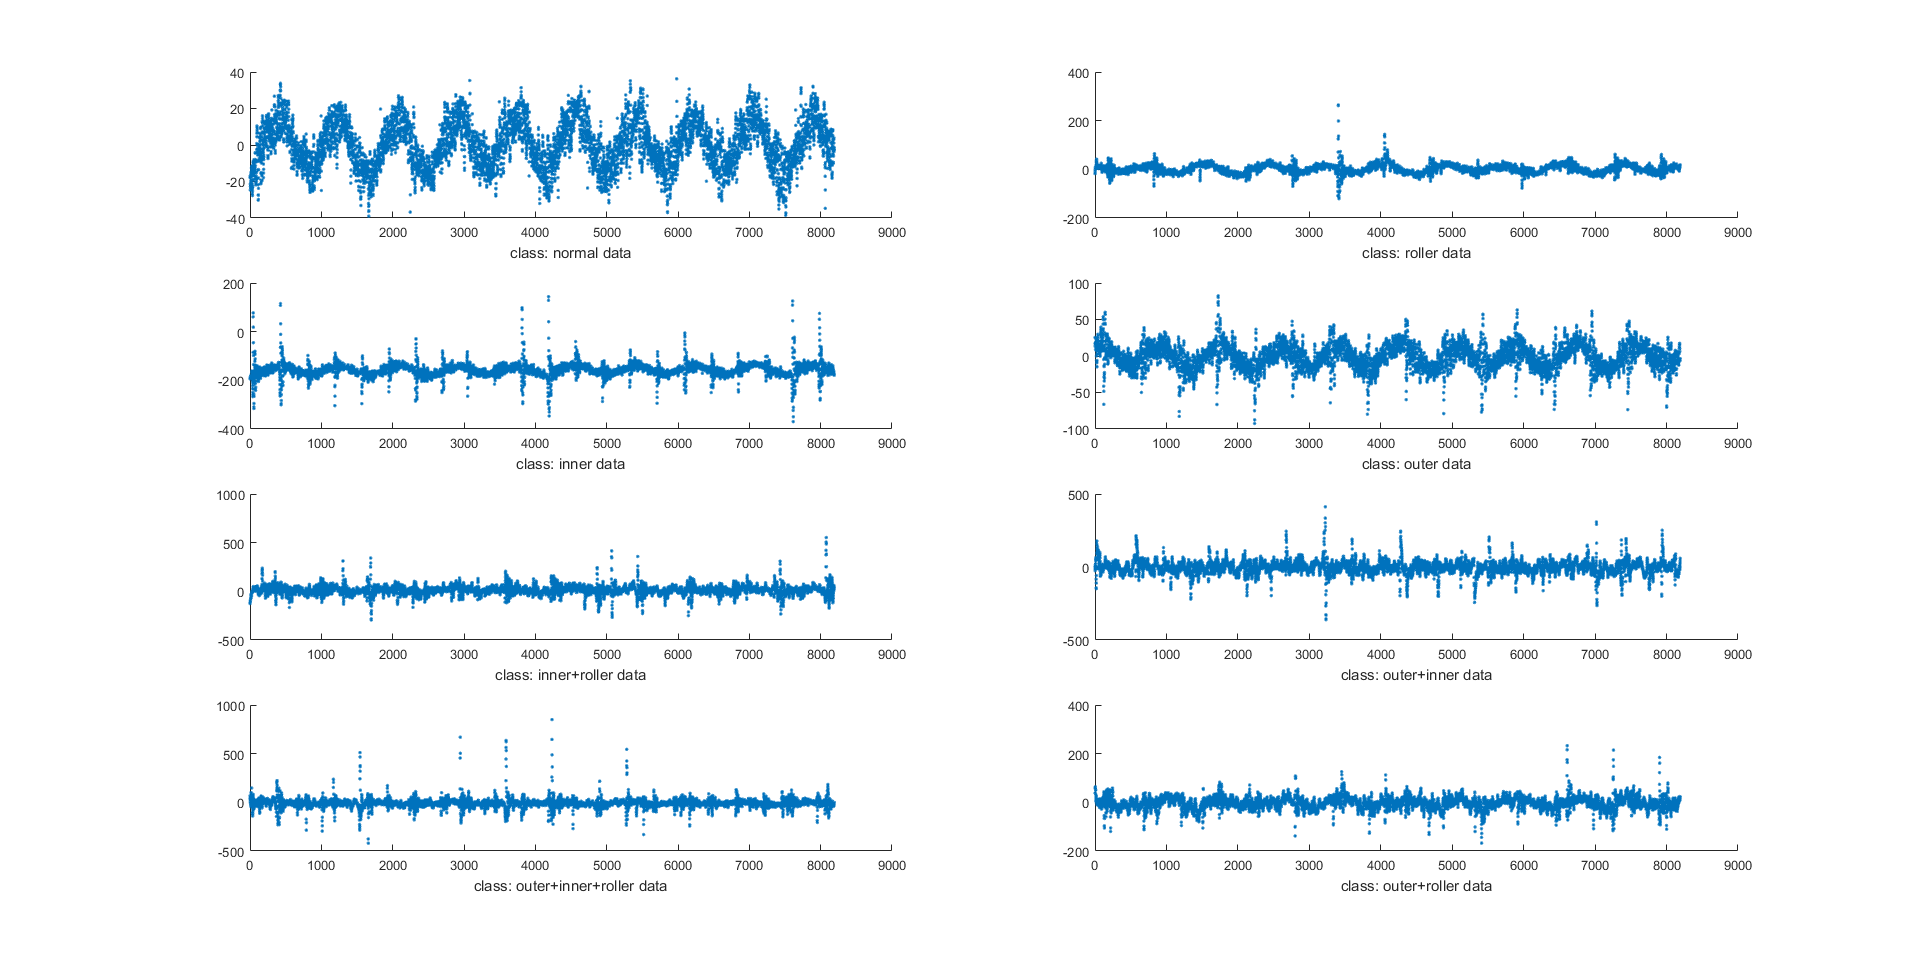 40
20
0
-20
-40
0 1000 2000 3000 4000 5000 6000 7000 8000 9000
class: normal data
400
200
0
-200
0 1000 2000 3000 4000 5000 6000 7000 8000 9000
class: roller data
200
0
-200
-400
0 1000 2000 3000 4000 5000 6000 7000 8000 9000
class: inner data
100
50
0
-50
-100
0 1000 2000 3000 4000 5000 6000 7000 8000 9000
class: outer data
1000
500
0
-500
0 1000 2000 3000 4000 5000 6000 7000 8000 9000
class: inner+roller data
500
0
-500
0 1000 2000 3000 4000 5000 6000 7000 8000 9000
class: outer+inner data
1000
500
0
-500
0 1000 2000 3000 4000 5000 6000 7000 8000 9000
class: outer+inner+roller data
400
200
0
-200
0 1000 2000 3000 4000 5000 6000 7000 8000 9000
class: outer+roller data